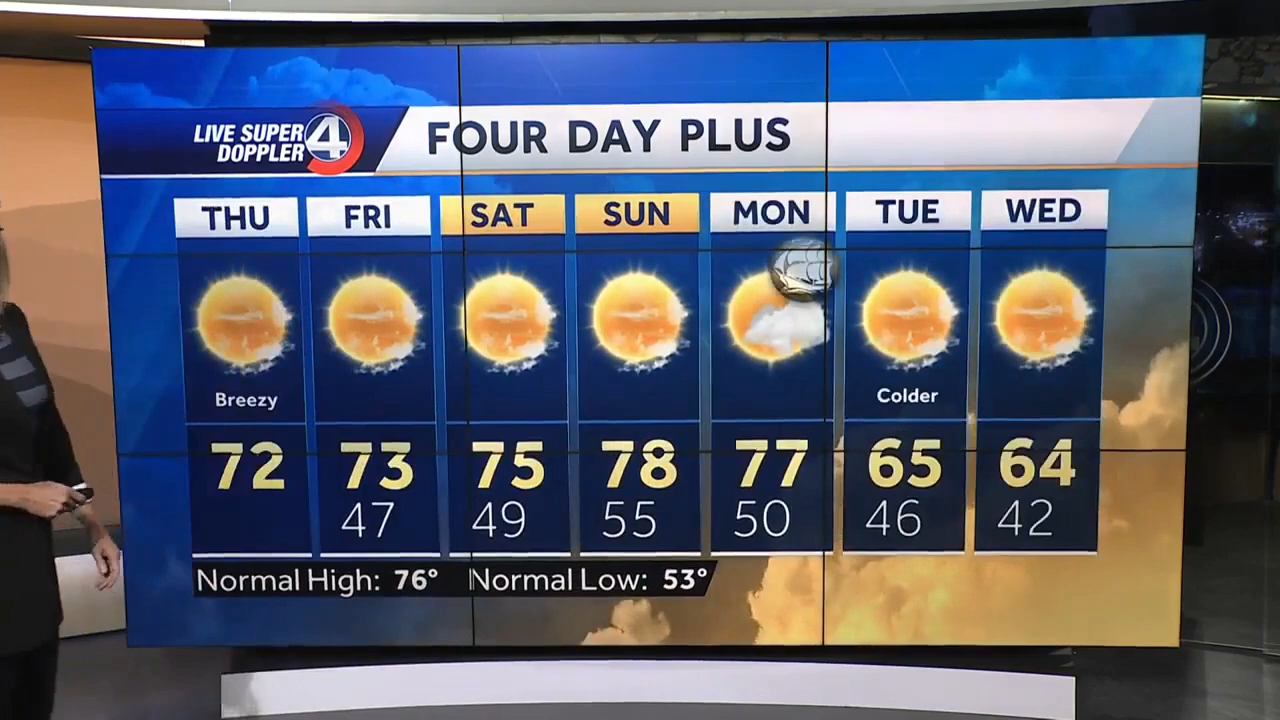 LIVE SUPER
DOPPLER 4
FOUR DAY PLUS
THU FRI SAT SUN MON TUE WED
Breezy Colder
72 73 75 78 77 65 64
47 49 55 50 46 42
Normal High: 76° Normal Low: 53°